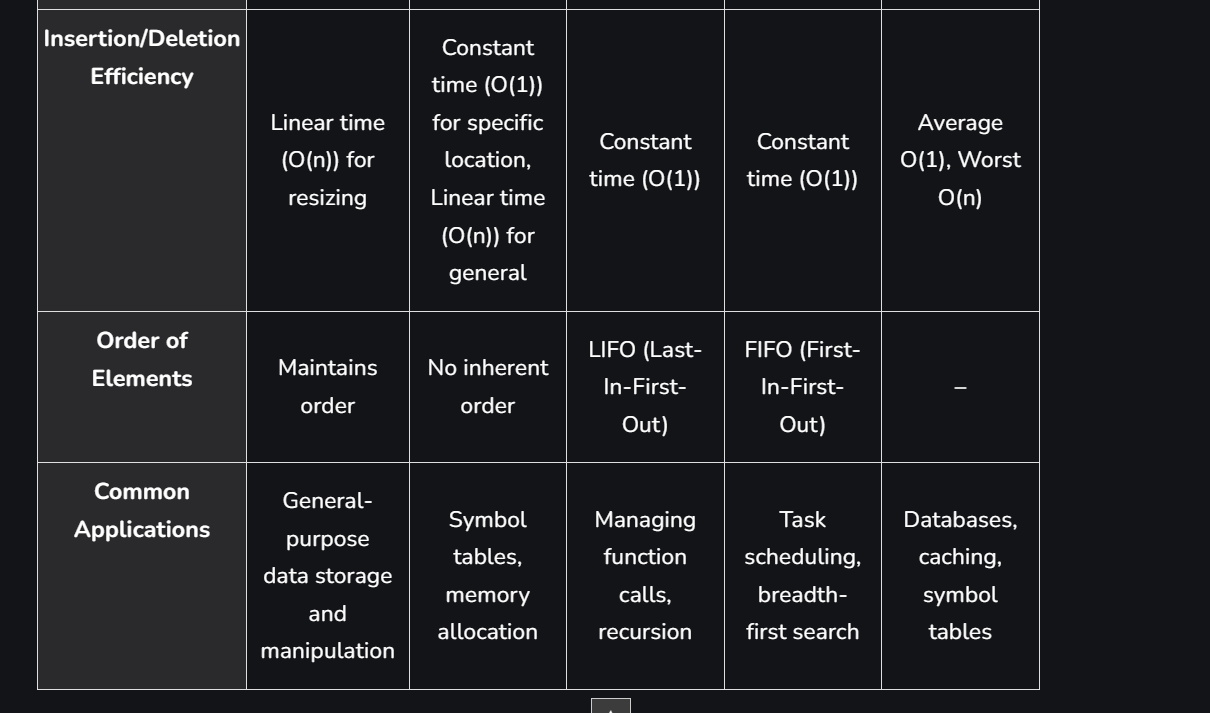 Insertion/Deletion
Efficiency
Linear time
(O(n)) for
resizing
Constant
time (O(1))
for specific
location,
Linear time
(O(n)) for
general
Constant
time (O(1))
Constant
time (O(1))
Average
O(1), Worst
O(n)
Order of
Elements
Maintains
order
No inherent
order
LIFO (Last-
In-First-
Out)
FIFO (First-
In-First-
Out)
–
Common
Applications
General-
purpose
data storage
and
manipulation
Symbol
tables,
memory
allocation
Managing
function
calls,
recursion
Task
scheduling,
breadth-
first search
Databases,
caching,
symbol
tables